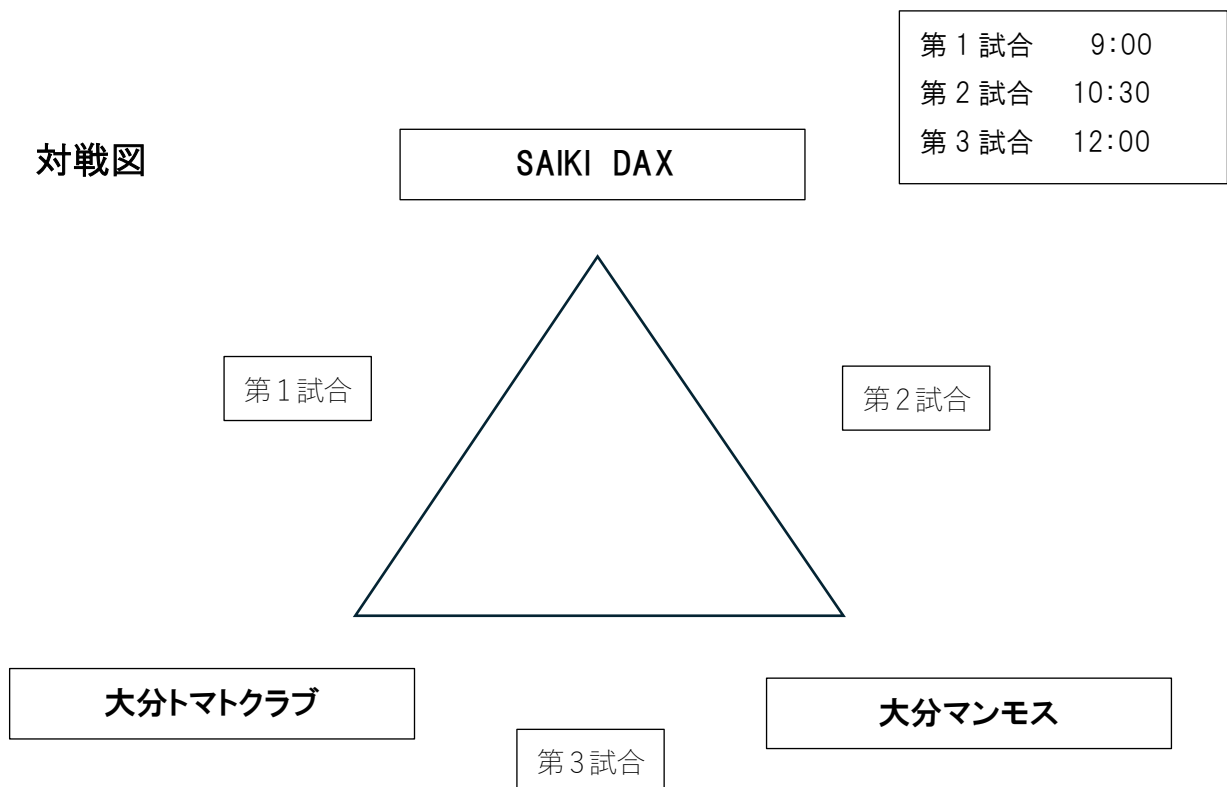 第1試合 9:00
第2試合 10:30
第3試合 12:00
対戦図
SAIKI DAX
第1試合
第2試合
大分トマトクラブ
大分マンモス
第3試合